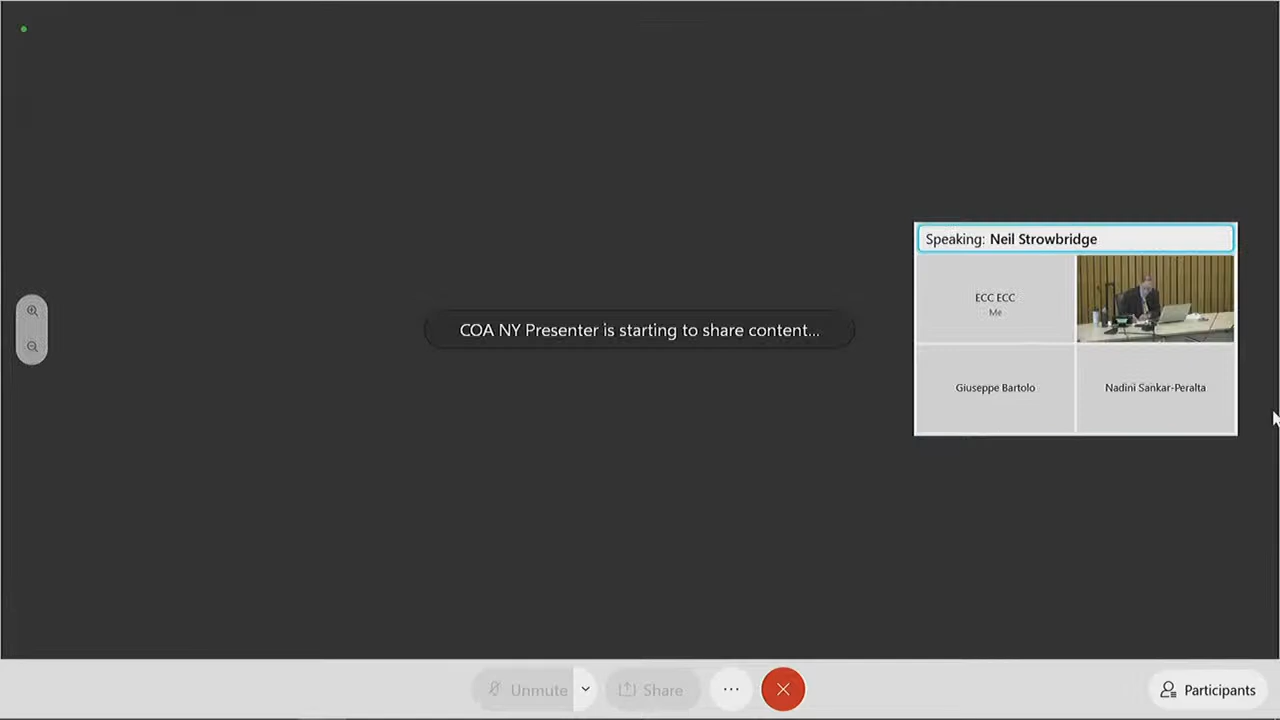 Speaking: Neil Strowbridge
ECC ECC
Me
COA NY Presenter is starting to share content...
Giuseppe Bartolo
Nadini Sankar-Peralta
Unmute
Share
Participants